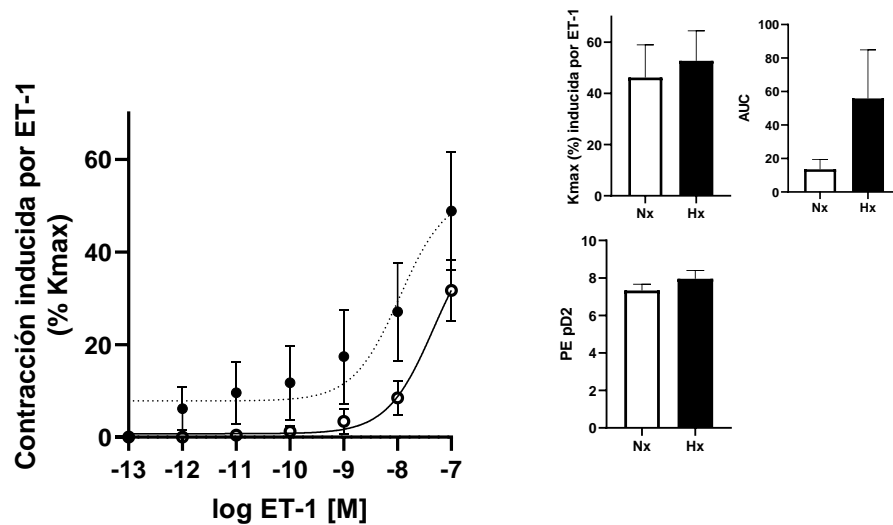 Contracción inducida por ET-1
(% Kmax)
60
40
20
0
-13 -12 -11 -10 -9 -8 -7
log ET-1 [M]
Kmax (%) inducida por ET-1
60
40
20
0
Nx Hx
AUC
100
80
60
40
20
0
Nx Hx
PE pD2
10
8
6
4
2
0
Nx Hx